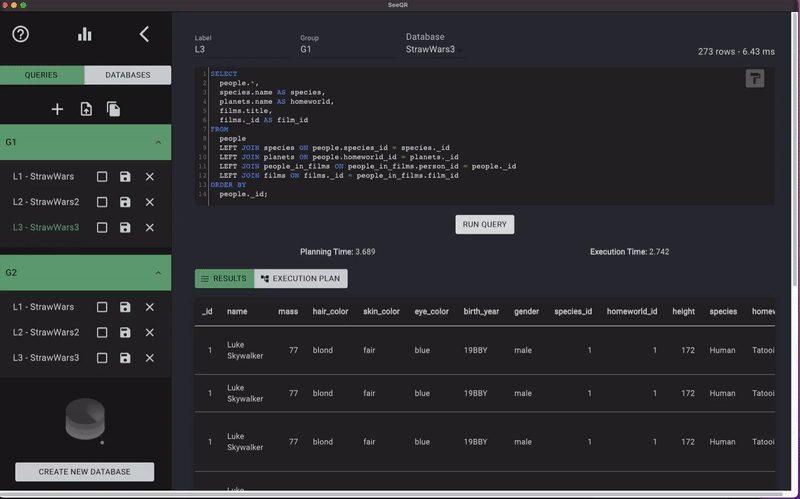 SeeQR
QUERIES
DATABASES
G1
L1 - StrawWars
L2 - StrawWars2
L3 - StrawWars3
G2
L1 - StrawWars
L2 - StrawWars2
L3 - StrawWars3
CREATE NEW DATABASE
Label
L3
Group
G1
Database
StrawWars3
273 rows - 6.43 ms
1 SELECT
2 people.*,
3 species.name AS species,
4 planets.name AS homeworld,
5 films.title,
6 films._id AS film_id
7 FROM
8 people
9 LEFT JOIN species ON people.species_id = species._id
10 LEFT JOIN planets ON people.homeworld_id = planets._id
11 LEFT JOIN people_in_films ON people_in_films.person_id = people._id
12 LEFT JOIN films ON films._id = people_in_films.film_id
13 ORDER BY
14 people._id;
RUN QUERY
Planning Time: 3.689
Execution Time: 2.742
RESULTS
EXECUTION PLAN
_id name mass hair_color skin_color eye_color birth_year gender species_id homeworld_id height species homew
1 Luke Skywalker 77 blond fair blue 19BBY male 1 1 172 Human Tatooi
1 Luke Skywalker 77 blond fair blue 19BBY male 1 1 172 Human Tatooi
1 Luke Skywalker 77 blond fair blue 19BBY male 1 1 172 Human Tatooi
Luke